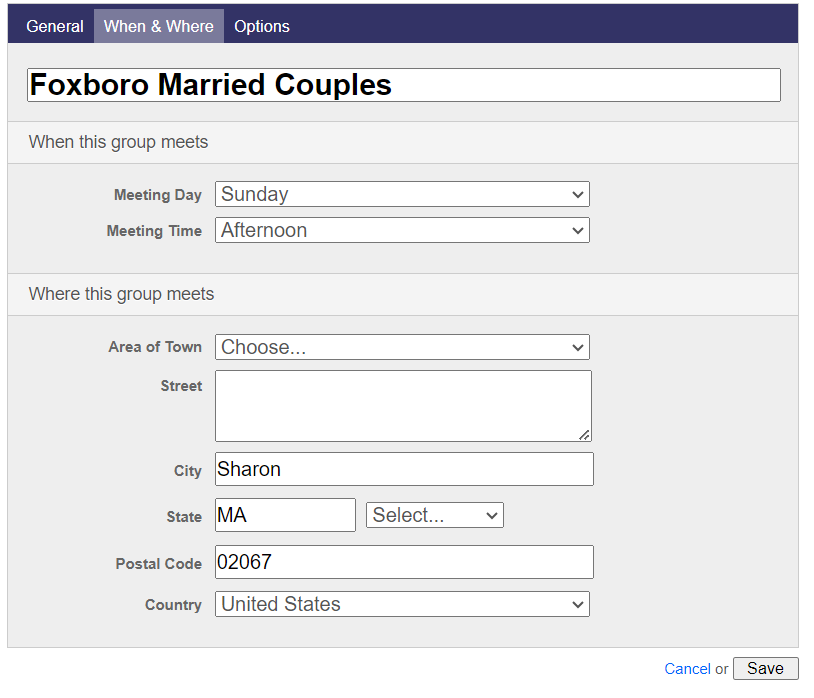 General When & Where Options
Foxboro Married Couples
When this group meets
Meeting Day Sunday
Meeting Time Afternoon
Where this group meets
Area of Town Choose...
Street
City Sharon
State MA Select...
Postal Code 02067
Country United States
Cancel or Save